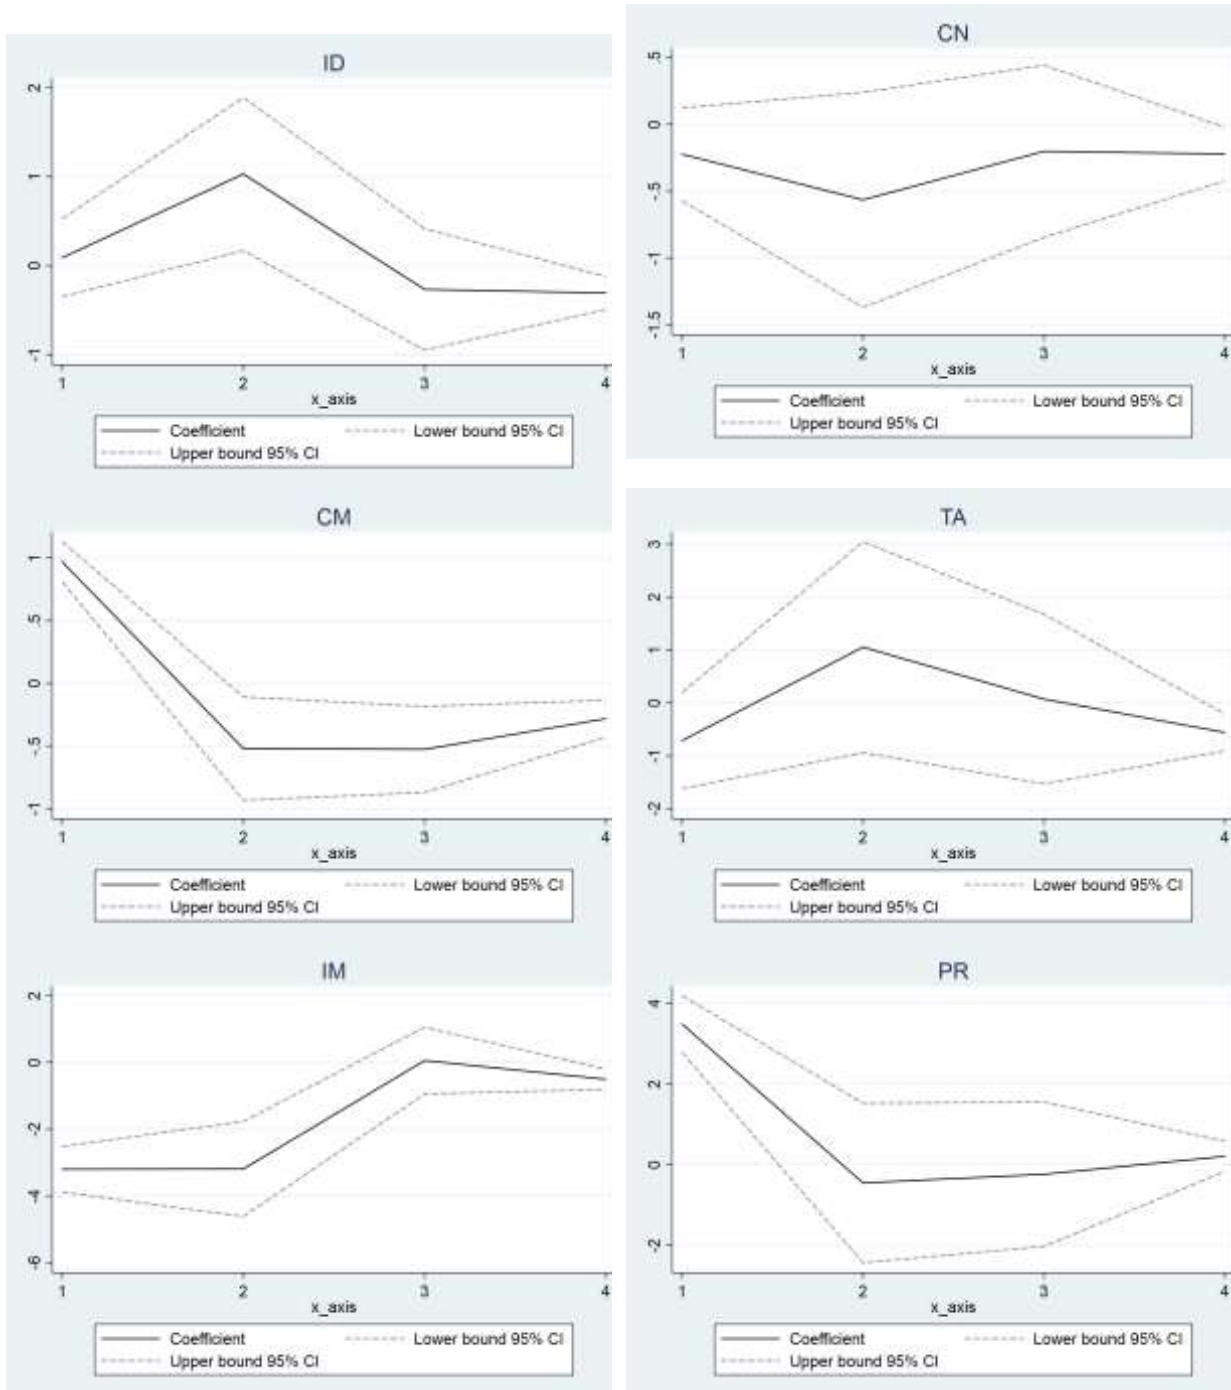 ID
2
1
0
-1
1 2 3 4
x_axis
Coefficient Lower bound 95% CI
Upper bound 95% CI
CN
.5
0
-.5
-1
-1.5
1 2 3 4
x_axis
Coefficient Lower bound 95% CI
Upper bound 95% CI
CM
1
.5
0
-.5
-1
1 2 3 4
x_axis
Coefficient Lower bound 95% CI
Upper bound 95% CI
TA
3
2
1
0
-1
-2
1 2 3 4
x_axis
Coefficient Lower bound 95% CI
Upper bound 95% CI
IM
2
0
-2
-4
-6
1 2 3 4
x_axis
Coefficient Lower bound 95% CI
Upper bound 95% CI
PR
4
2
0
-2
1 2 3 4
x_axis
Coefficient Lower bound 95% CI
Upper bound 95% CI